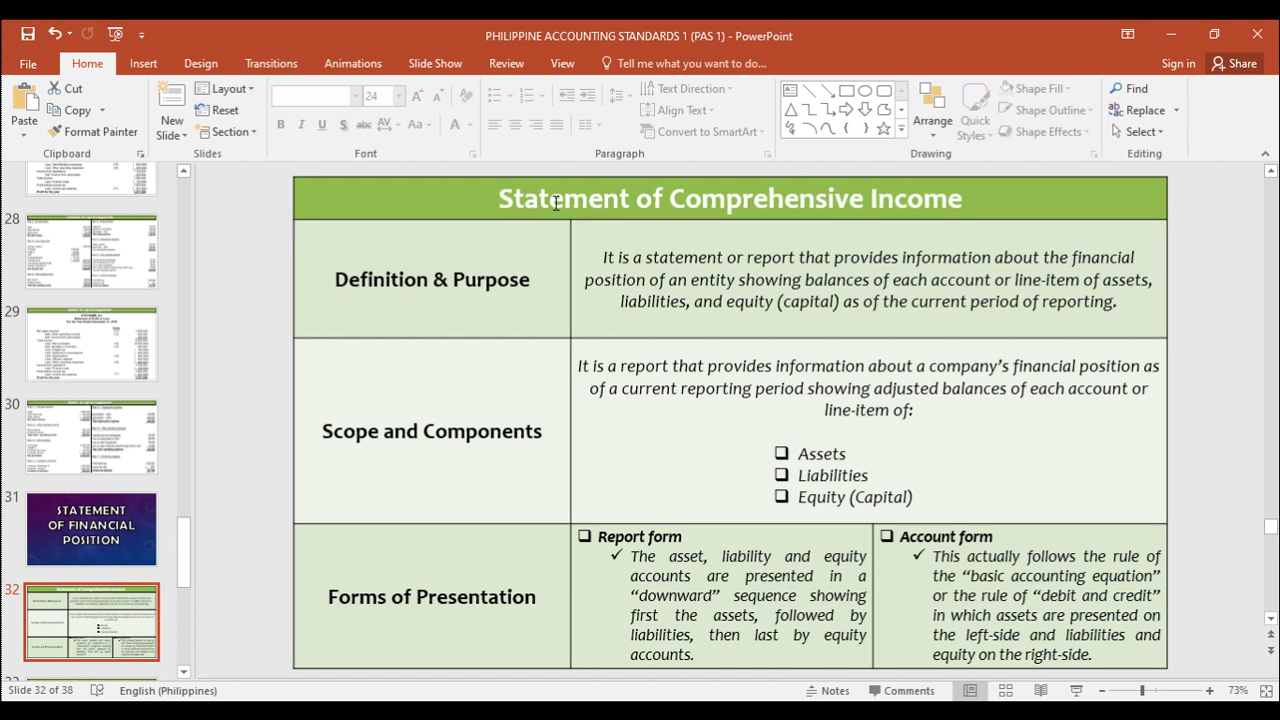 PHILIPPINE ACCOUNTING STANDARDS 1 (PAS 1) - PowerPoint
File Home Insert Design Transitions Animations Slide Show Review View Tell me what you want to do... Sign in Share
Paste
Cut
Copy
Format Painter
Clipboard
New Slide
Layout
Reset
Section
Slides
24
B I U S abc AV Aa A
Font
Text Direction
Align Text
Convert to SmartArt
Paragraph
Arrange
Quick Styles
Shape Fill
Shape Outline
Shape Effects
Drawing
Find
Replace
Select
Editing
28
29
30
31
STATEMENT
OF FINANCIAL
POSITION
32
Statement of Comprehensive Income
Definition & Purpose
It is a statement or report that provides information about the financial
position of an entity showing balances of each account or line-item of assets,
liabilities, and equity (capital) as of the current period of reporting.
Scope and Components
It is a report that provides information about a company's financial position as
of a current reporting period showing adjusted balances of each account or
line-item of:
Assets
Liabilities
Equity (Capital)
Forms of Presentation
Report form
The asset, liability and equity
accounts are presented in a
“downward” sequence showing
first the assets, followed by
liabilities, then last by equity
accounts.
Account form
This actually follows the rule of
the “basic accounting equation”
or the rule of “debit and credit”
in which assets are presented on
the left-side and liabilities and
equity on the right-side.
Slide 32 of 38 English (Philippines) Notes Comments 73%